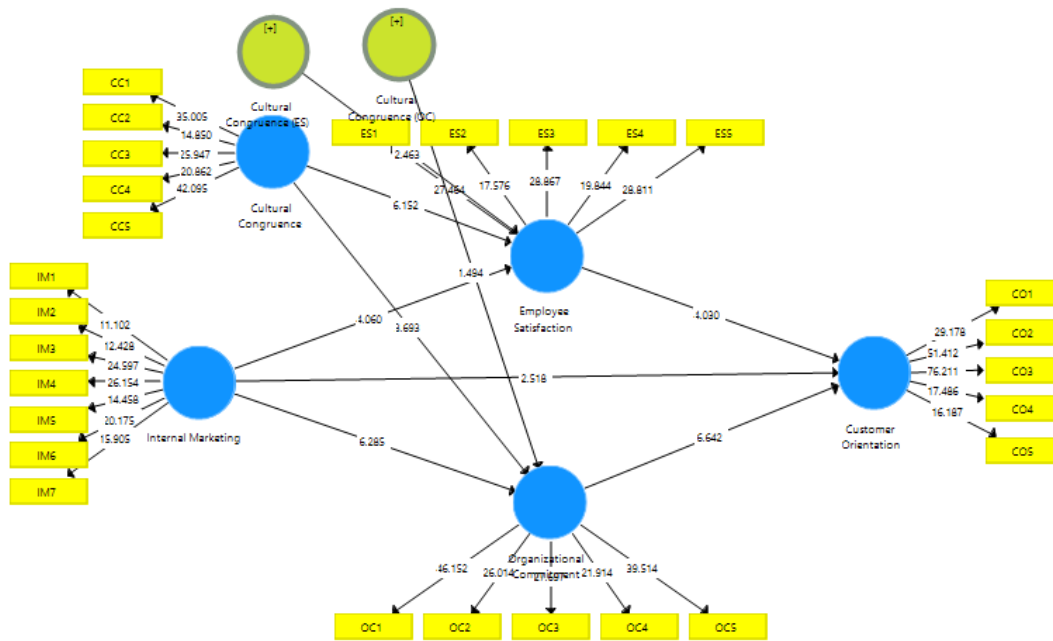 [+]
[+]
Cultural
Congruence (ES)
Cultural
Congruence (OC)
CC1
CC2
CC3
CC4
CC5
35.005
14.850
25.947
20.862
42.095
Cultural
Congruence
ES1
ES2
ES3
ES4
ES5
2.463
27.464
17.576
28.867
19.844
28.811
6.152
1.494
Employee
Satisfaction
4.060
3.693
4.030
IM1
IM2
IM3
IM4
IM5
IM6
IM7
11.102
12.428
24.597
26.154
14.458
20.175
15.905
Internal Marketing
2.518
6.285
6.642
CO1
CO2
CO3
CO4
CO5
29.178
51.412
76.211
17.486
16.187
Customer
Orientation
Organizational
Commitment
46.152
26.014
21.914
39.514
OC1
OC2
OC3
OC4
OC5